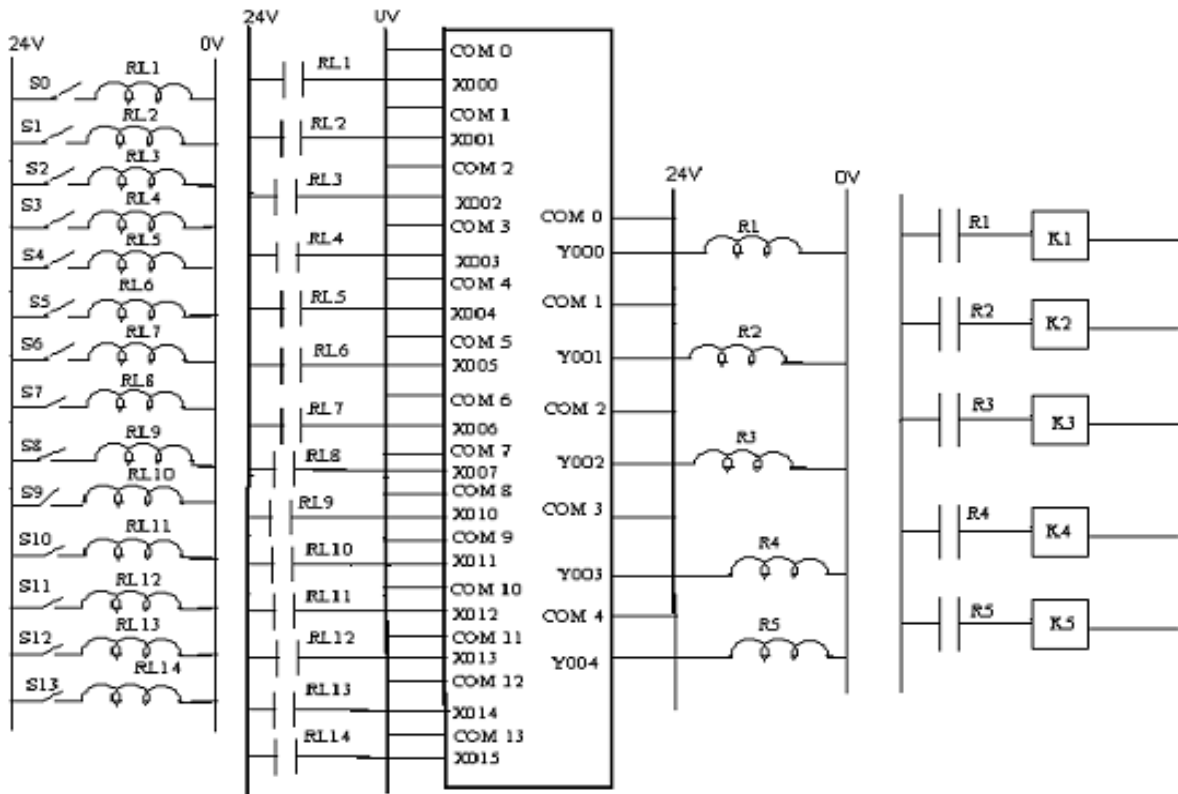 24V
0V
S0
RL1
S1
RL2
S2
RL3
S3
RL4
S4
RL5
S5
RL6
S6
RL7
S7
RL8
S8
RL9
S9
RL10
S10
RL11
S11
RL12
S12
RL13
S13
RL14
24V
0V
RL1
RL2
RL3
RL4
RL5
RL6
RL7
RL8
RL9
RL10
RL11
RL12
RL13
RL14
COM 0
X000
COM 1
X001
COM 2
X002
COM 3
X003
COM 4
X004
COM 5
X005
COM 6
X006
COM 7
X007
COM 8
X010
COM 9
X011
COM 10
X012
COM 11
X013
COM 12
X014
COM 13
X015
COM 0
Y000
COM 1
Y001
COM 2
Y002
COM 3
Y003
COM 4
Y004
24V
0V
R1
R2
R3
R4
R5
R1
K1
R2
K2
R3
K3
R4
K4
R5
K5